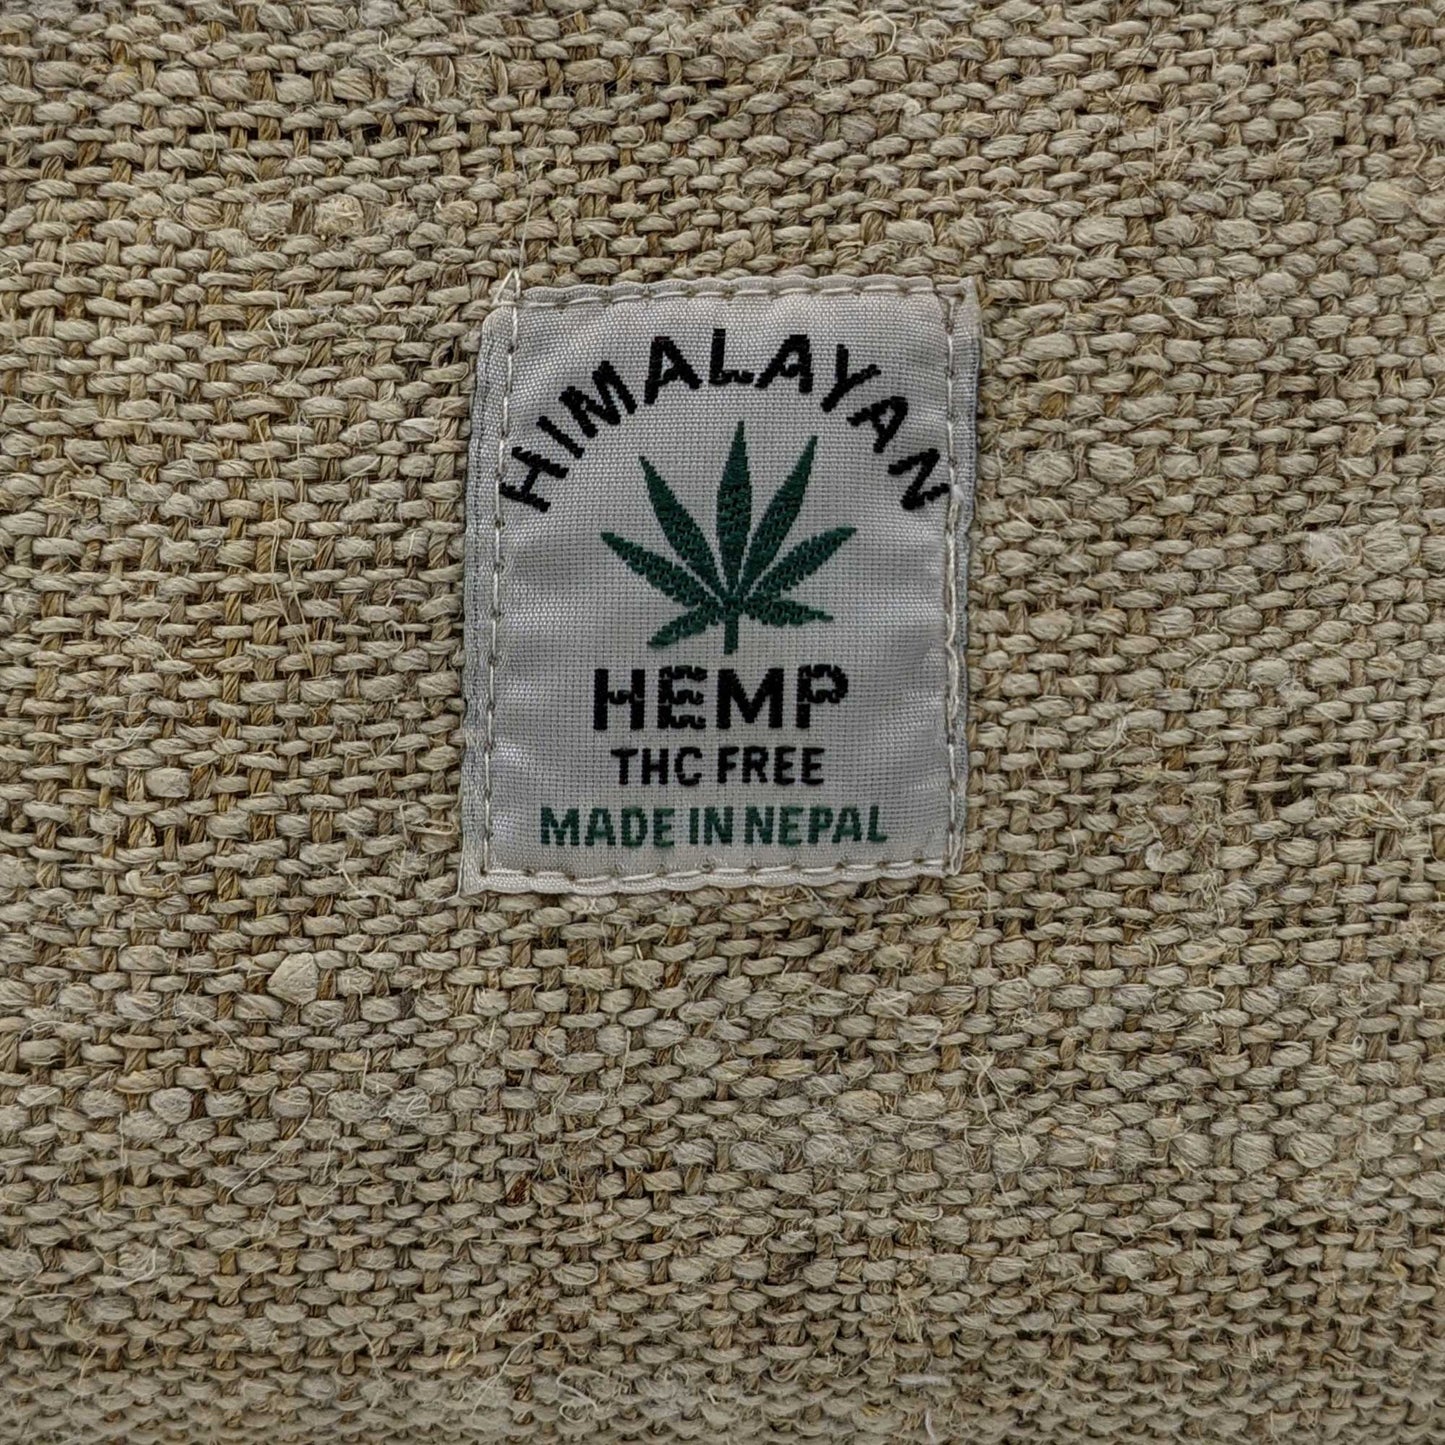 HIMALAYAN
HEMP
THC FREE
MADE IN NEPAL